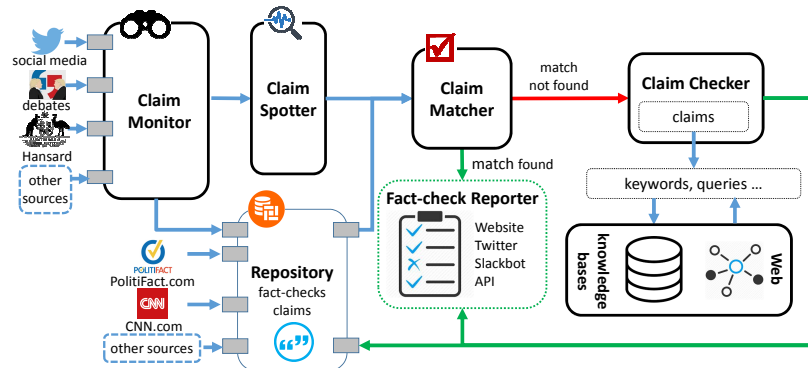 social media
debates
Hansard
other
sources
Claim
Monitor
Claim
Spotter
Claim
Matcher
match
not found
Claim Checker
claims
match found
keywords, queries ...
knowledge
bases
Web
Fact-check Reporter
Website
Twitter
Slackbot
API
POLITIFACT
PolitiFact.com
CNN
CNN.com
other sources
Repository
fact-checks
claims